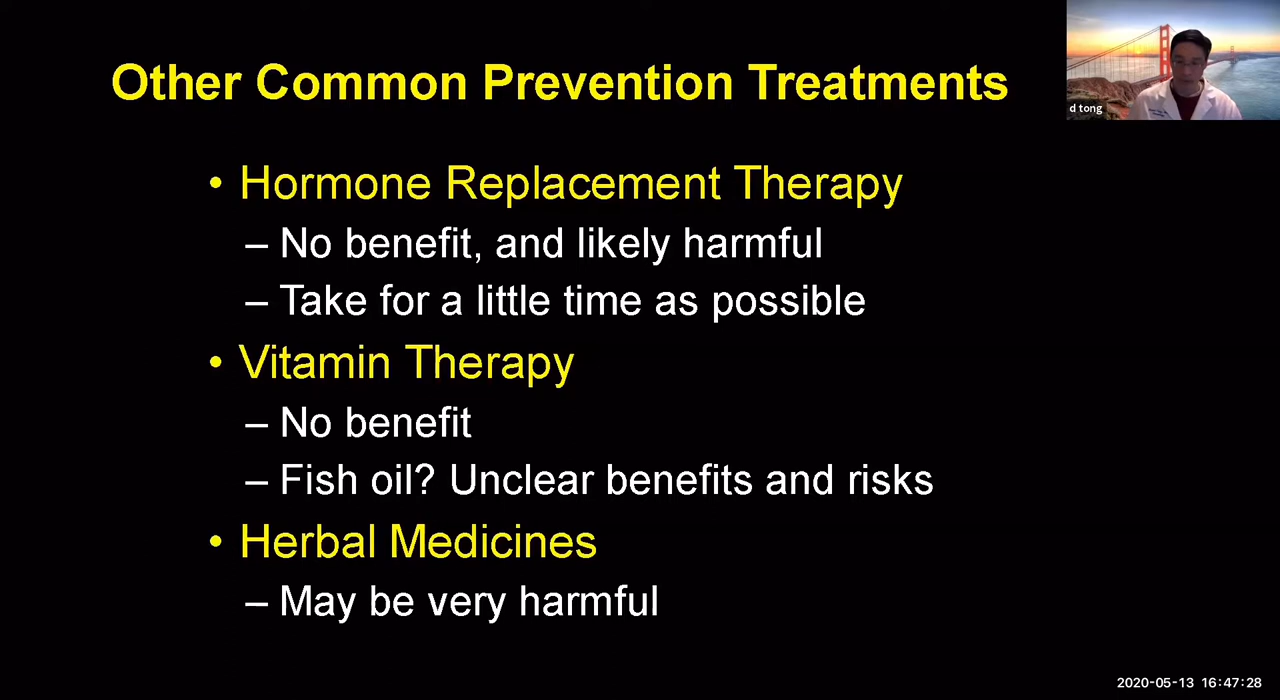 Other Common Prevention Treatments
d tong
• Hormone Replacement Therapy
– No benefit, and likely harmful
– Take for a little time as possible
• Vitamin Therapy
– No benefit
– Fish oil? Unclear benefits and risks
• Herbal Medicines
– May be very harmful
2020-05-13 16:47:28